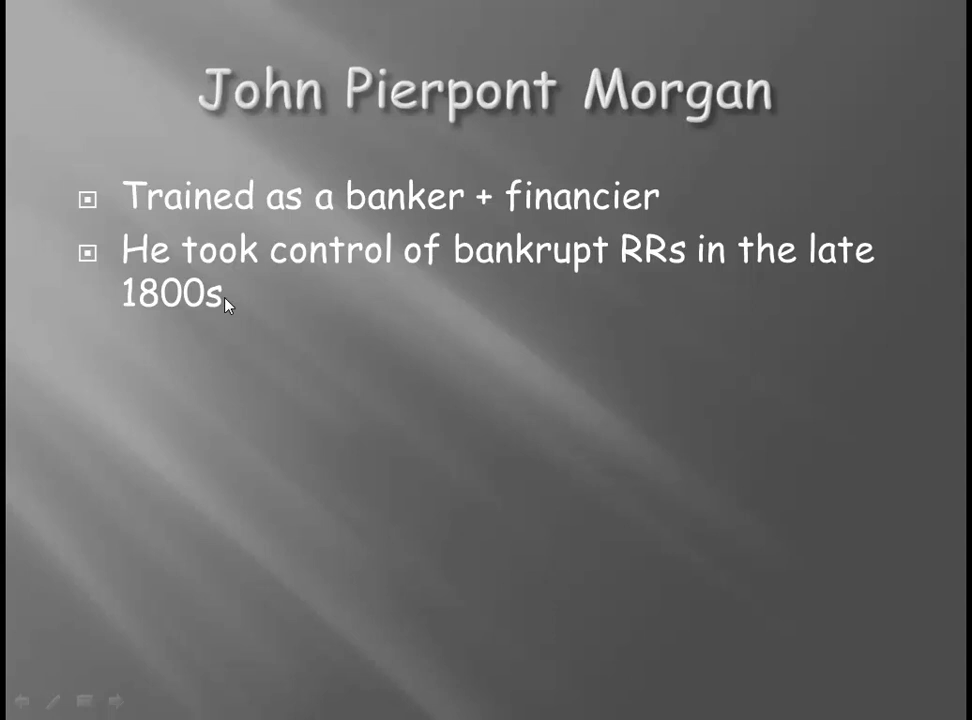 John Pierpont Morgan
Trained as a banker + financier
He took control of bankrupt RRs in the late
1800s